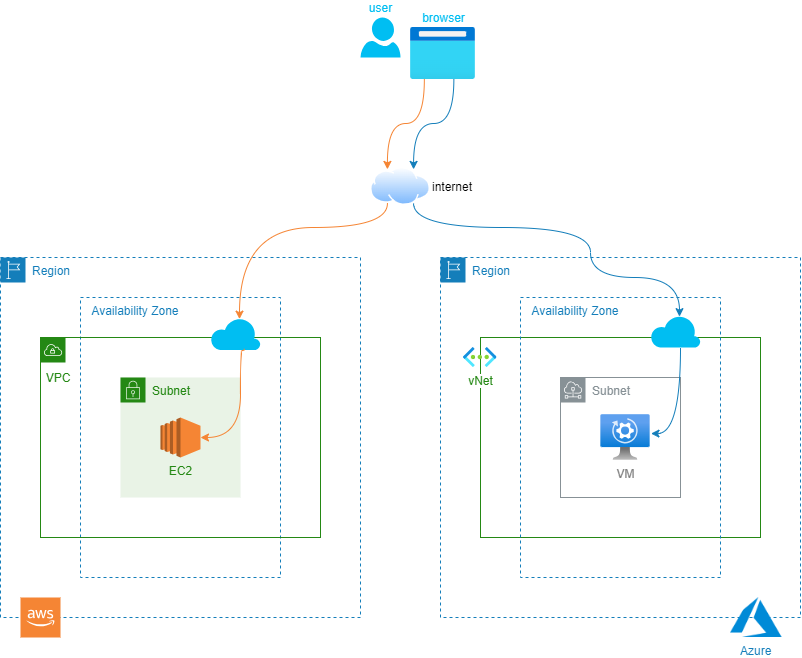 user
browser
internet
Region
Availability Zone
VPC
Subnet
EC2
aws
Region
Availability Zone
vNet
Subnet
VM
Azure